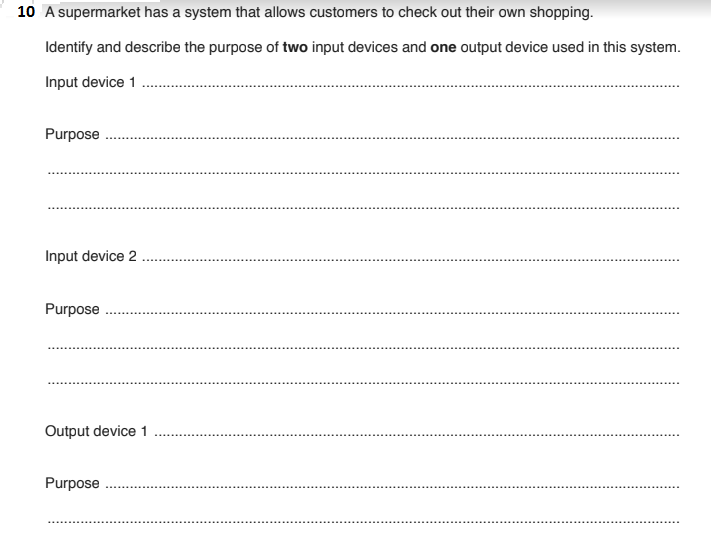 10 A supermarket has a system that allows customers to check out their own shopping.
Identify and describe the purpose of two input devices and one output device used in this system.
Input device 1 ..........
Purpose ..........
..........
..........
Input device 2 ..........
Purpose ..........
..........
..........
Output device 1 ..........
Purpose ..........
..........